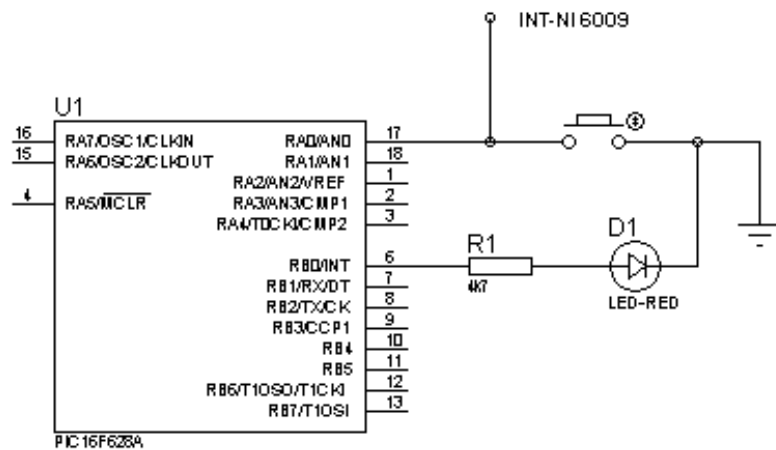 INT-NI 6009
U1
16 RA7/OSC1/CLKIN RA0/AN0 17
15 RA6/OSC2/CLKOUT RA1/AN1 18
RA2/AN2/VREF 1
4 RA5/MCLR RA3/AN3/CMP1 2
RA4/T0CKI/CMP2 3
RB0/INT 6
RB1/RX/DT 7
RB2/TX/CK 8
RB3/CCP1 9
RB4 10
RB5 11
RB6/T1OSO/T1CKI 12
RB7/T1OSI 13
PIC16F628A
R1
4K7
D1
LED-RED